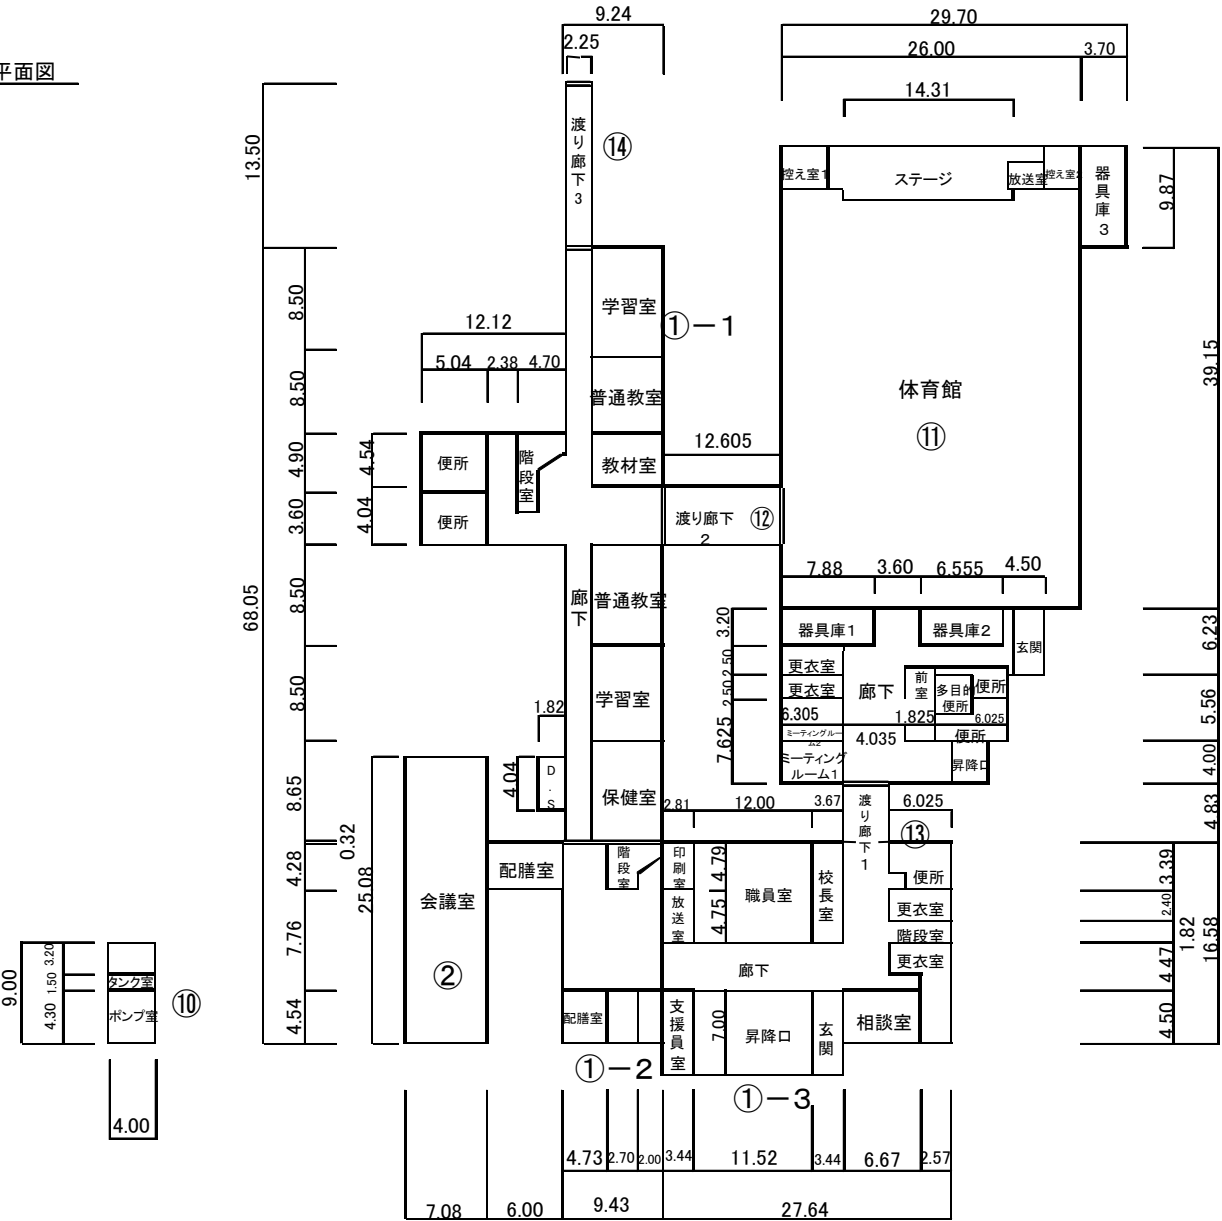 平面図
9.24
2.25
29.70
26.00
3.70
14.31
13.50
渡り廊下3
⑭
控え室1
ステージ
放送室
控え室
器具庫3
9.87
8.50
学習室
①－1
12.12
5.04
2.38
4.70
8.50
普通教室
体育館
⑪
39.15
4.90
4.54
便所
階段室
教材室
12.605
3.60
4.04
便所
渡り廊下
2
⑫
68.05
8.50
廊下
普通教室
7.88
3.60
6.555
4.50
3.20
器具庫1
器具庫2
玄関
6.23
8.50
学習室
2.50
更衣室
2.50
更衣室
廊下
前室
多目的
便所
便所
5.56
1.82
6.305
1.825
6.025
7.625
ミーティングルーム2
4.035
便所
ミーティング
ルーム1
昇降口
4.00
8.65
4.04
D.S
保健室
2.81
12.00
3.67
渡り廊下1
6.025
⑬
4.83
0.32
4.28
25.08
会議室
配膳室
階段室
印刷室
4.79
職員室
校長室
便所
3.39
放送室
4.75
更衣室
2.40
7.76
階段室
1.82
16.58
②
廊下
更衣室
4.47
9.00
3.20
1.50
4.30
タンク室
ポンプ室
⑩
4.54
配膳室
支援員室
7.00
昇降口
玄関
相談室
4.50
①－2
①－3
4.00
4.73
2.70
2.00
3.44
11.52
3.44
6.67
2.57
7.08
6.00
9.43
27.64